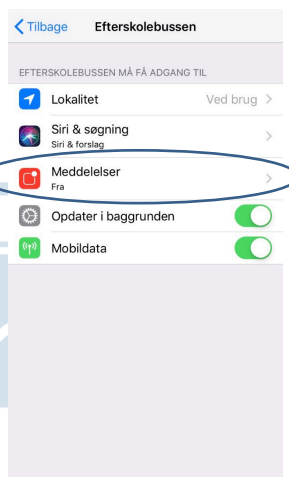 Tilbage Efterskolebussen
EFTERSKOLEBUSSEN MÅ FÅ ADGANG TIL
Lokalitet Ved brug
Siri & søgning
Siri & forslag
Meddelelser
Fra
Opdater i baggrunden
Mobildata